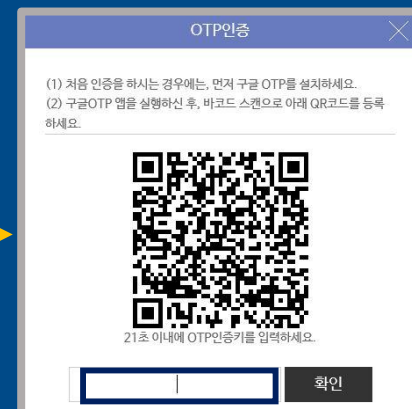 OTP인증
(1) 처음 인증을 하시는 경우에는, 먼저 구글 OTP를 설치하세요.
(2) 구글OTP 앱을 실행하신 후, 바코드 스캔으로 아래 QR코드를 등록
하세요.
21초 이내에 OTP인증키를 입력하세요.
확인